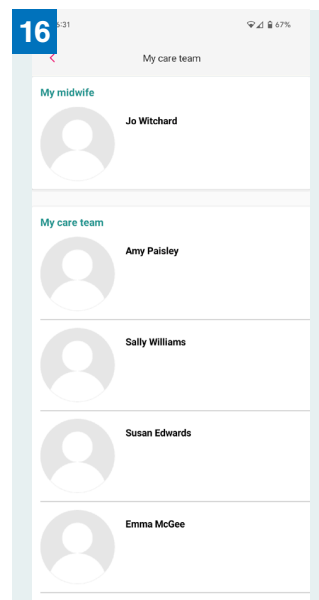 16
5:31 67%
My care team
My midwife
Jo Witchard
My care team
Amy Paisley
Sally Williams
Susan Edwards
Emma McGee